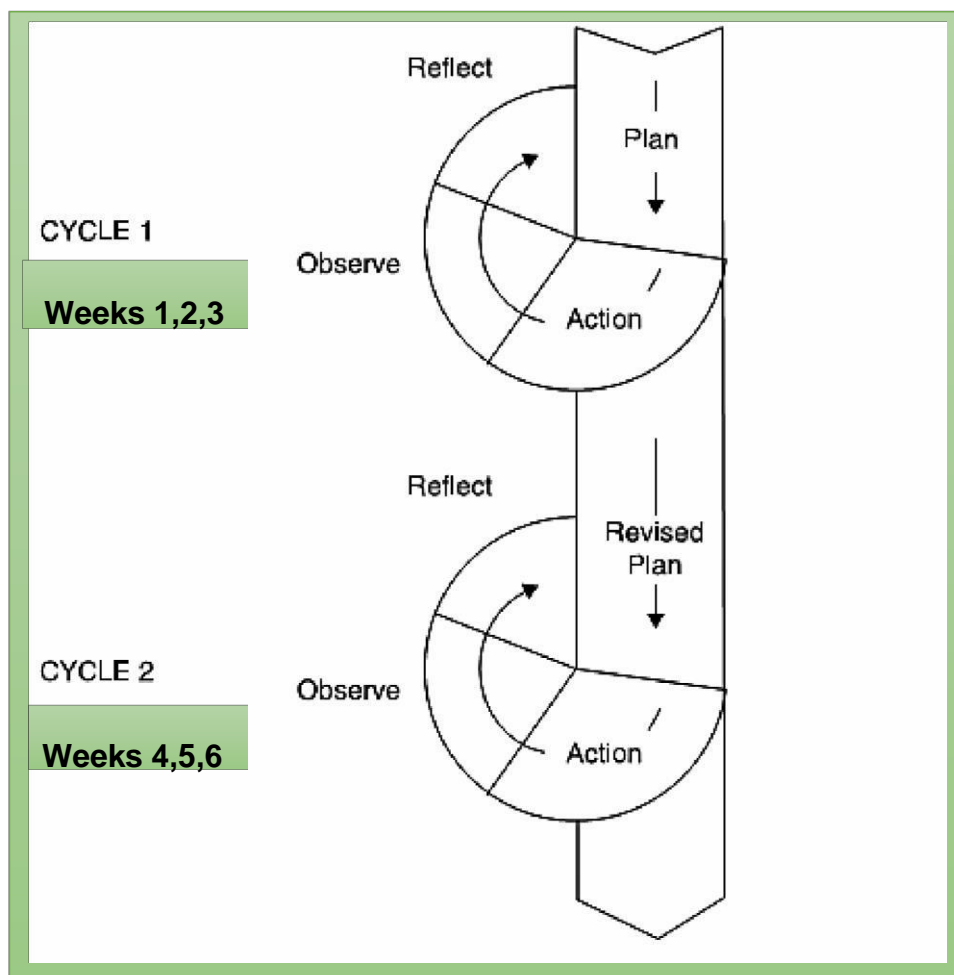 Reflect
Plan
CYCLE 1
Observe
Weeks 1,2,3
Action
Reflect
Revised
Plan
CYCLE 2
Observe
Weeks 4,5,6
Action